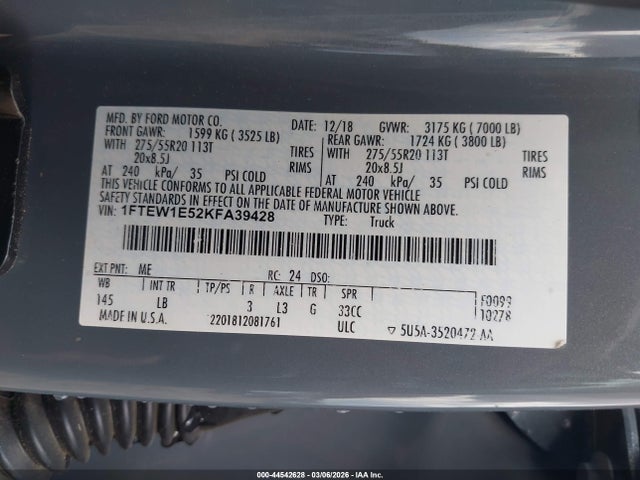 MFD. BY FORD MOTOR CO. DATE: 12/18 GVWR: 3175 KG ( 7000 LB)
FRONT GAWR: 1599 KG ( 3525 LB) REAR GAWR: 1724 KG ( 3800 LB)
WITH 275/55R20 113T TIRES WITH 275/55R20 113T TIRES
20x8.5J RIMS 20x8.5J RIMS
AT 240 kPa/ 35 PSI COLD AT 240 kPa/ 35 PSI COLD
THIS VEHICLE CONFORMS TO ALL APPLICABLE FEDERAL MOTOR VEHICLE
SAFETY STANDARDS IN EFFECT ON THE DATE OF MANUFACTURE SHOWN ABOVE.
VIN: 1FTEW1E52KFA39428 TYPE: Truck
EXT PNT: ME RC: 24 DSO:
WB INT TR TP/PS R AXLE TR SPR F0099
145 LB 3 L3 G 33CC 10278
MADE IN U.S.A. 2201812081761 ULC ▽ 5U5A-3520472-AA
000-44542628 - 03/06/2026 - IAA, Inc.